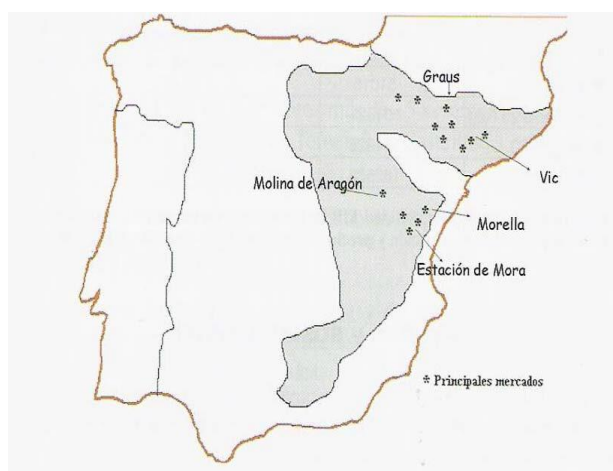 Graus
Vic
Molina de Aragón
Morella
Estación de Mora
* Principales mercados